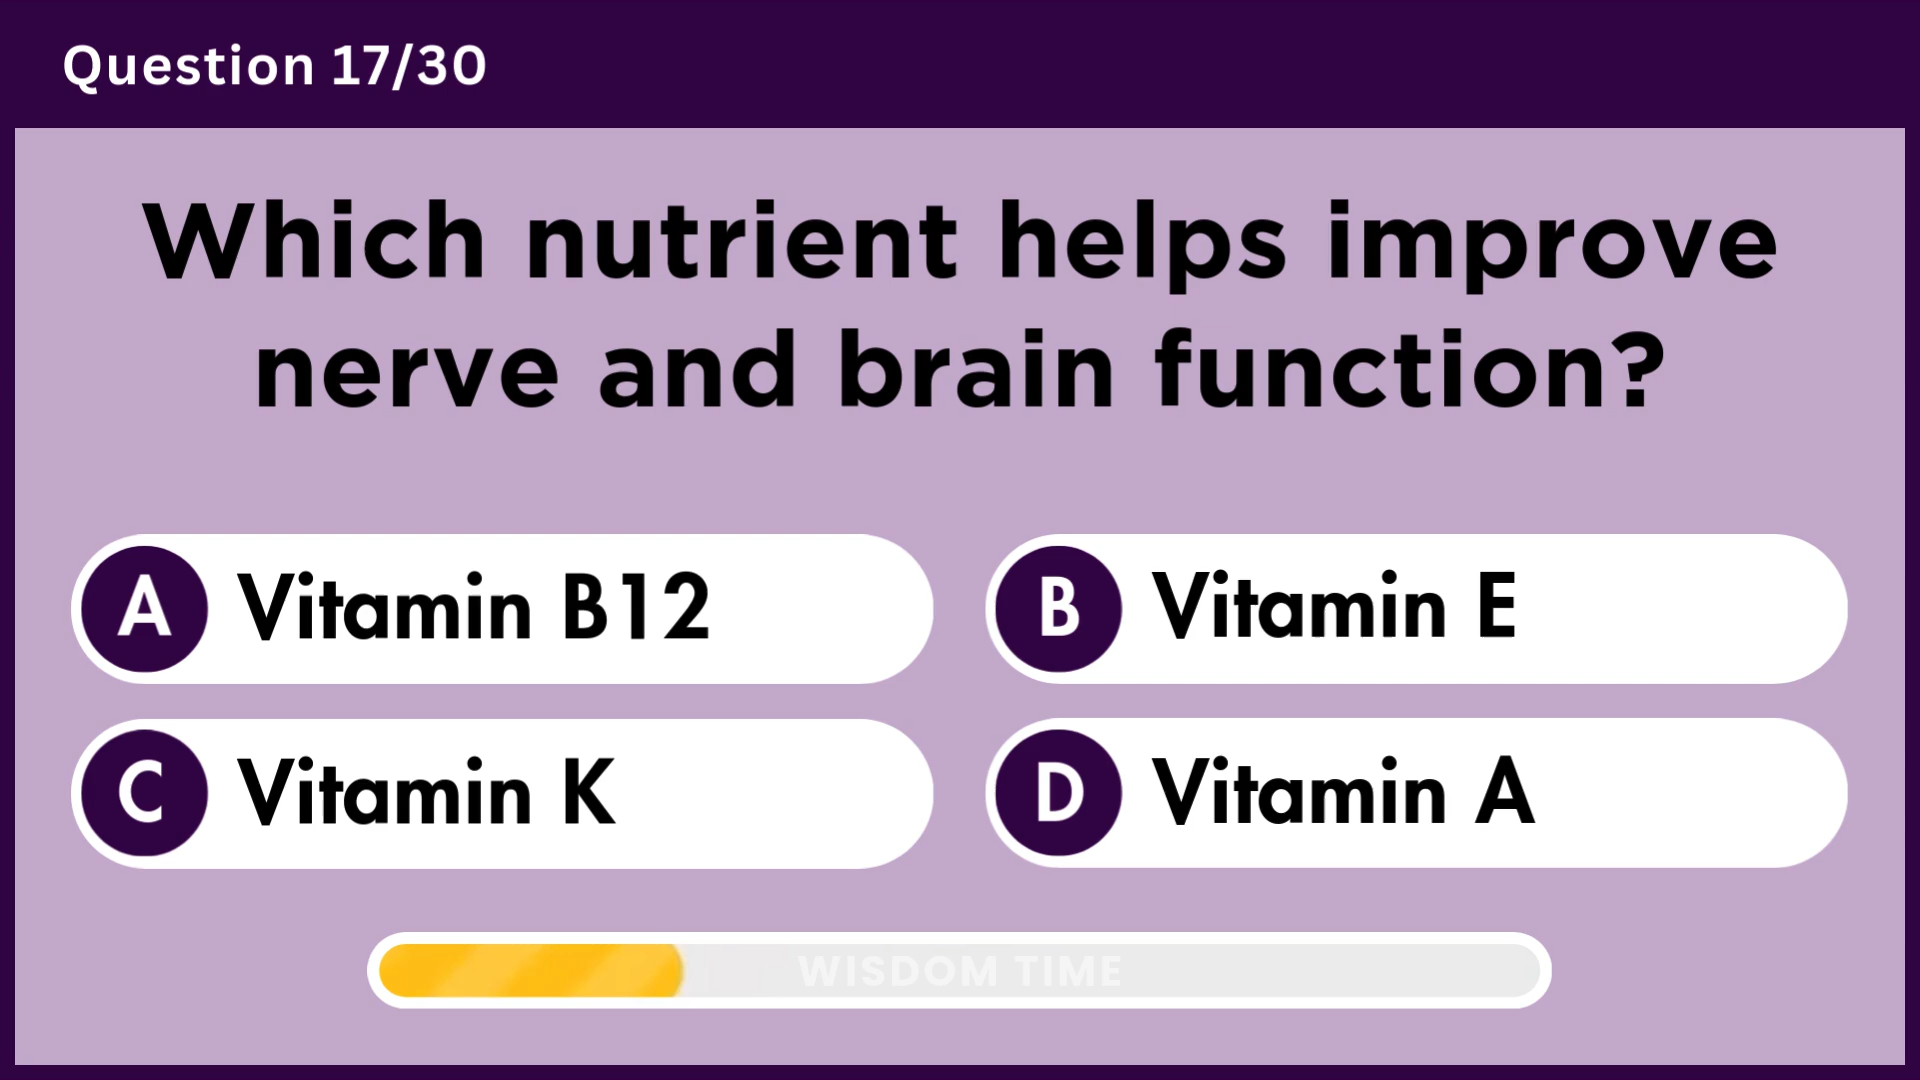 Question 17/30
Which nutrient helps improve
nerve and brain function?
A Vitamin B12
B Vitamin E
C Vitamin K
D Vitamin A
WISDOM TIME